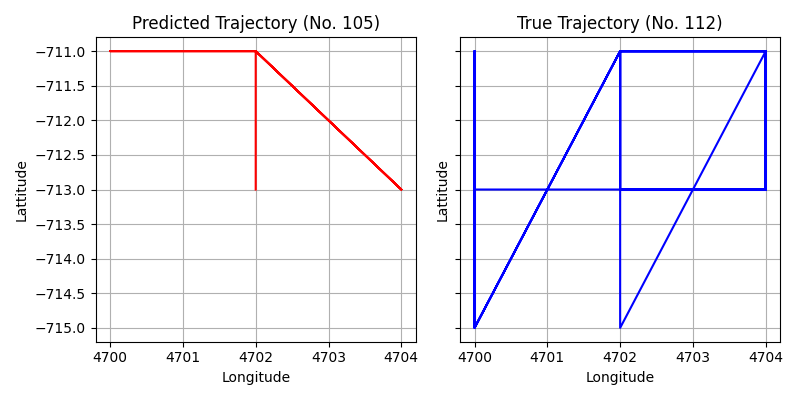 Predicted Trajectory (No. 105)
−711.0
−711.5
−712.0
−712.5
−713.0
−713.5
−714.0
−714.5
−715.0
Lattitude
4700 4701 4702 4703 4704
Longitude
True Trajectory (No. 112)
Lattitude
4700 4701 4702 4703 4704
Longitude